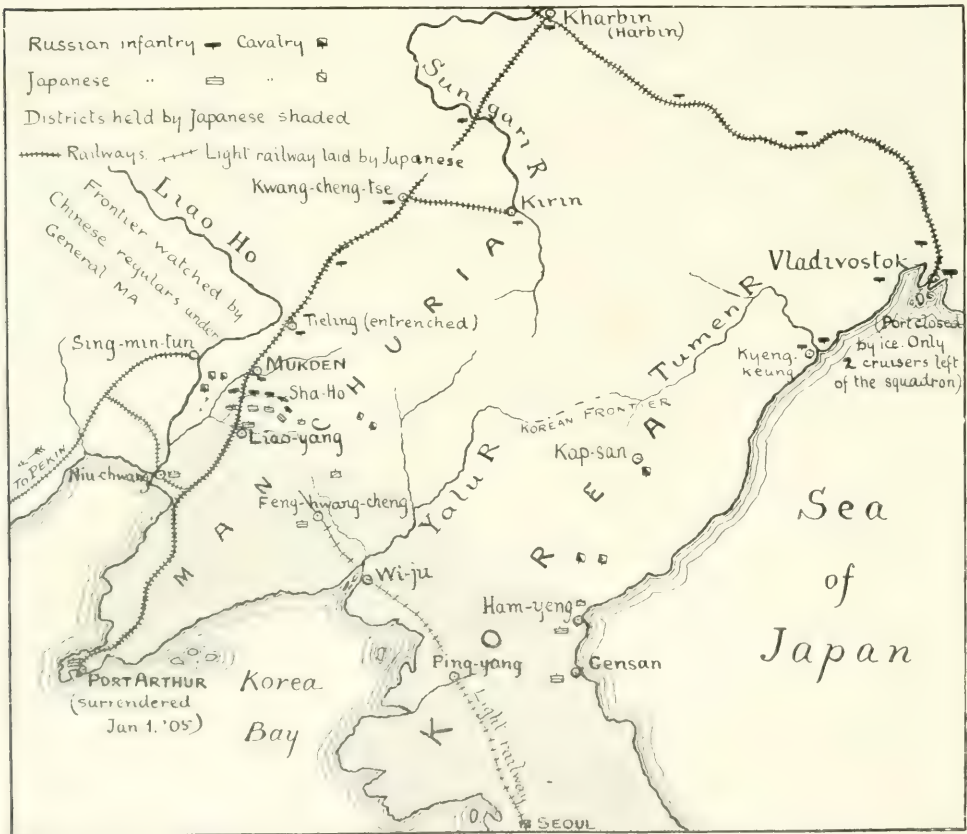 Russian infantry Cavalry
Japanese " "
Districts held by Japanese shaded
Railways. Light railway laid by Japanese
Kharbin
(Harbin)
Sungari R
Liao Ho
Frontier watched by
Chinese regulars under
General MA
Kwang-cheng-tse
Kirin
MANCHURIA
Vladivostok
(Port closed
by ice. Only
2 cruisers left
of the squadron)
Tieling (entrenched)
Sing-min-tun
MUKDEN
Sha-Ho
Liao-yang
Tumen R
Kyeng-
keung
KOREAN FRONTIER
Kap-san
To PEKIN
Niu-chwang
Feng-hwang-cheng
Yalu R
KOREA
Wi-ju
Sea
of
Japan
Ham-yeng
Gensan
Ping-yang
Light railway
PORT ARTHUR
(surrendered
Jan 1. '05)
Korea
Bay
SEOUL